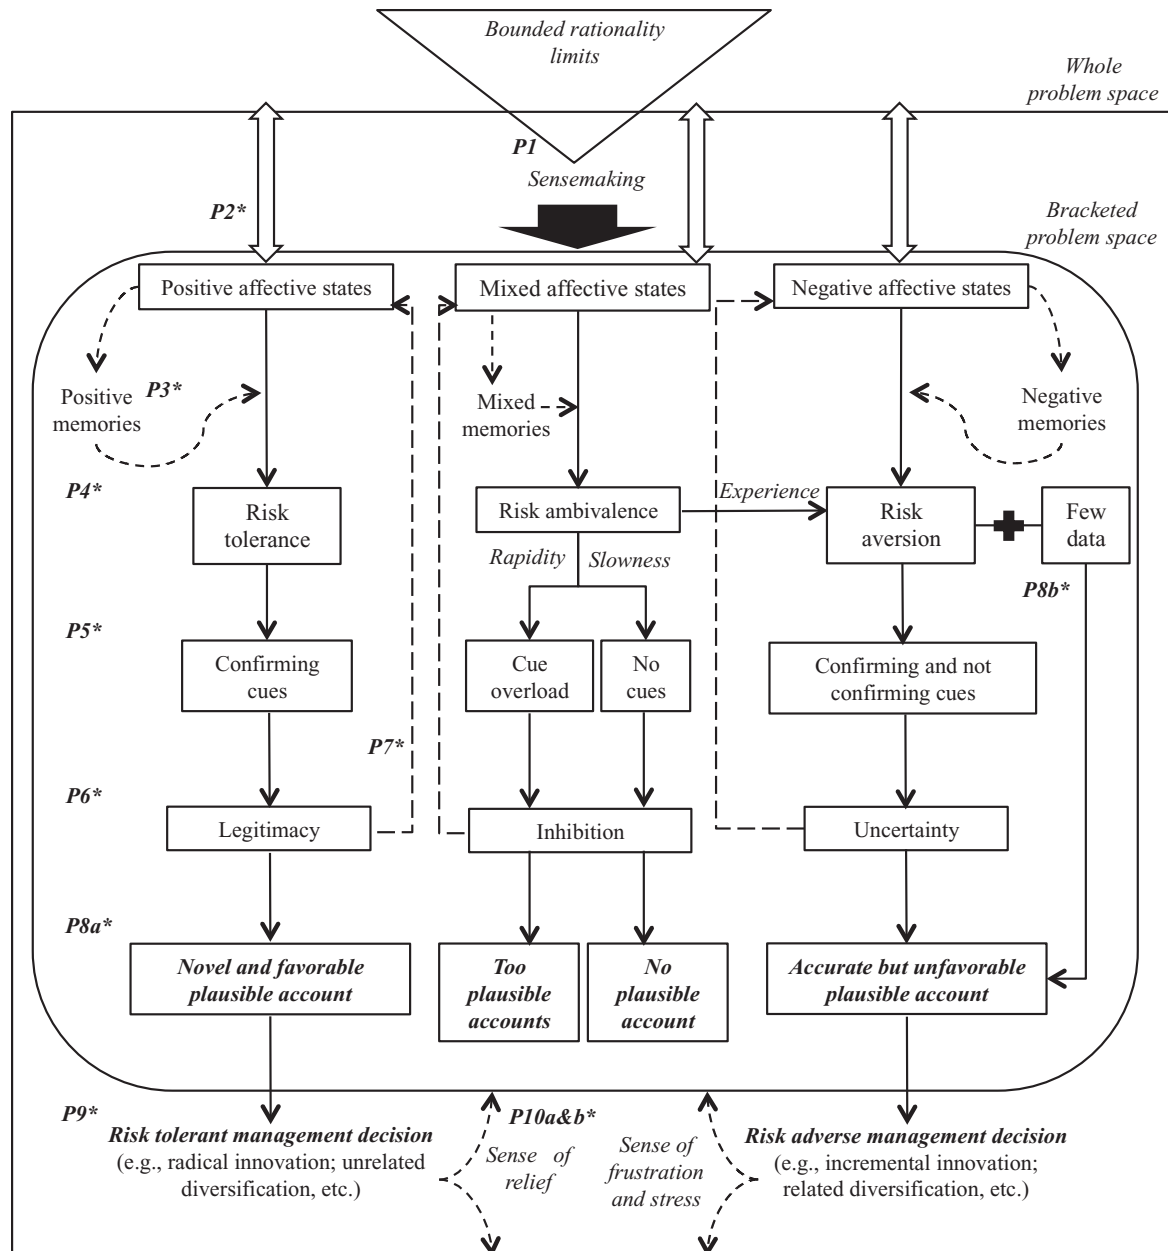 Bounded rationality
limits
Whole
problem space
P1
Sensemaking
P2*
Bracketed
problem space
Positive affective states
Mixed affective states
Negative affective states
P3*
Positive
memories
Mixed
memories
Negative
memories
P4*
Risk
tolerance
Risk ambivalence
Experience
Risk
aversion
Few
data
Rapidity
Slowness
P8b*
P5*
Confirming
cues
Cue
overload
No
cues
Confirming and not
confirming cues
P7*
P6*
Legitimacy
Inhibition
Uncertainty
P8a*
Novel and favorable
plausible account
Too
plausible
accounts
No
plausible
account
Accurate but unfavorable
plausible account
P9*
Risk tolerant management decision
(e.g., radical innovation; unrelated
diversification, etc.)
P10a&b*
Sense of
relief
Sense of
frustration
and stress
Risk adverse management decision
(e.g., incremental innovation;
related diversification, etc.)